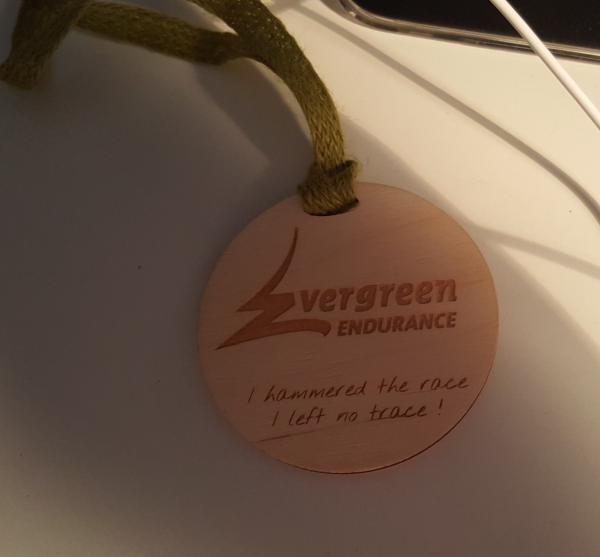 Evergreen
ENDURANCE
I hammered the race
I left no trace!